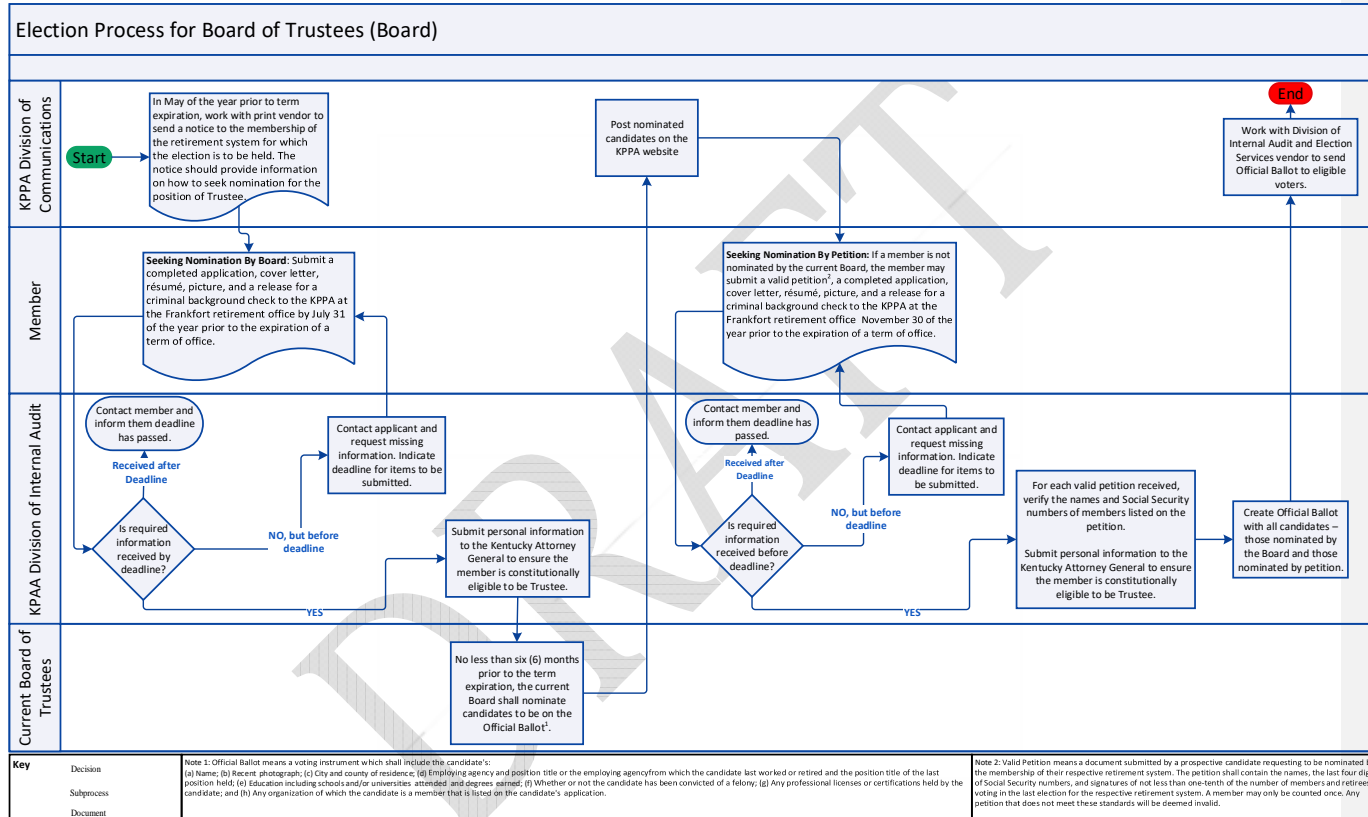 Election Process for Board of Trustees (Board)
KPPA Division of
Communications
Start
In May of the year prior to term
expiration, work with print vendor to
send a notice to the membership of
the retirement system for which
the election is to be held. The
notice should provide information
on how to seek nomination for the
position of Trustee.
Post nominated
candidates on the
KPPA website
End
Work with Division of
Internal Audit and Election
Services vendor to send
Official Ballot to eligible
voters.
Member
Seeking Nomination By Board: Submit a
completed application, cover letter,
résumé, picture, and a release for a
criminal background check to the KPPA at
the Frankfort retirement office by July 31
of the year prior to the expiration of a
term of office.
Seeking Nomination By Petition: If a member is not
nominated by the current Board, the member may
submit a valid petition², a completed application,
cover letter, résumé, picture, and a release for a
criminal background check to the KPPA at the
Frankfort retirement office November 30 of the
year prior to the expiration of a term of office.
KPAA Division of Internal Audit
Contact member and
inform them deadline
has passed.
Received after
Deadline
Is required
information
received by
deadline?
NO, but before
deadline
YES
Contact applicant and
request missing
information. Indicate
deadline for items to be
submitted.
Submit personal information
to the Kentucky Attorney
General to ensure the
member is constitutionally
eligible to be Trustee.
Contact member and
inform them deadline has
passed.
Received after
Deadline
Is required
information
received before
deadline?
NO, but before
deadline
YES
Contact applicant and
request missing
information. Indicate
deadline for items to
be submitted.
For each valid petition received,
verify the names and Social Security
numbers of members listed on the
petition.
Submit personal information to the
Kentucky Attorney General to ensure
the member is constitutionally
eligible to be Trustee.
Create Official Ballot
with all candidates –
those nominated by
the Board and those
nominated by petition.
Current Board of
Trustees
No less than six (6) months
prior to the term
expiration, the current
Board shall nominate
candidates to be on the
Official Ballot¹.
DRAFT
Key
Decision
Subprocess
Document
Note 1: Official Ballot means a voting instrument which shall include the candidate's:
(a) Name; (b) Recent photograph; (c) City and county of residence; (d) Employing agency and position title or the employing agencyfrom which the candidate last worked or retired and the position title of the last
position held; (e) Education including schools and/or universities attended and degrees earned; (f) Whether or not the candidate has been convicted of a felony; (g) Any professional licenses or certifications held by the
candidate; and (h) Any organization of which the candidate is a member that is listed on the candidate's application.
Note 2: Valid Petition means a document submitted by a prospective candidate requesting to be nominated
the membership of their respective retirement system. The petition shall contain the names, the last four
of Social Security numbers, and signatures of not less than one-tenth of the number of members and
voting in the last election for the respective retirement system. A member may only be counted once. Any
petition that does not meet these standards will be deemed invalid.